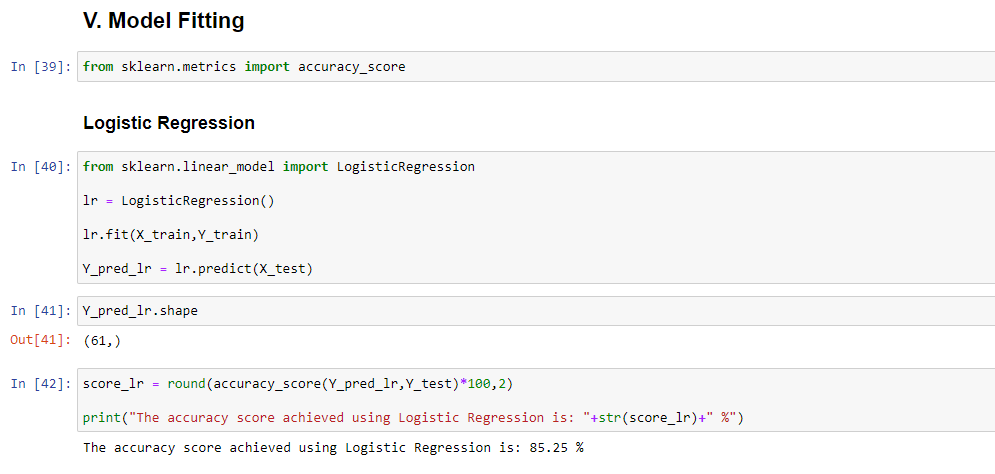 V. Model Fitting
In [39]: from sklearn.metrics import accuracy_score
Logistic Regression
In [40]: from sklearn.linear_model import LogisticRegression
lr = LogisticRegression()
lr.fit(X_train,Y_train)
Y_pred_lr = lr.predict(X_test)
In [41]: Y_pred_lr.shape
Out[41]: (61,)
In [42]: score_lr = round(accuracy_score(Y_pred_lr,Y_test)*100,2)
print("The accuracy score achieved using Logistic Regression is: "+str(score_lr)+" %")
The accuracy score achieved using Logistic Regression is: 85.25 %